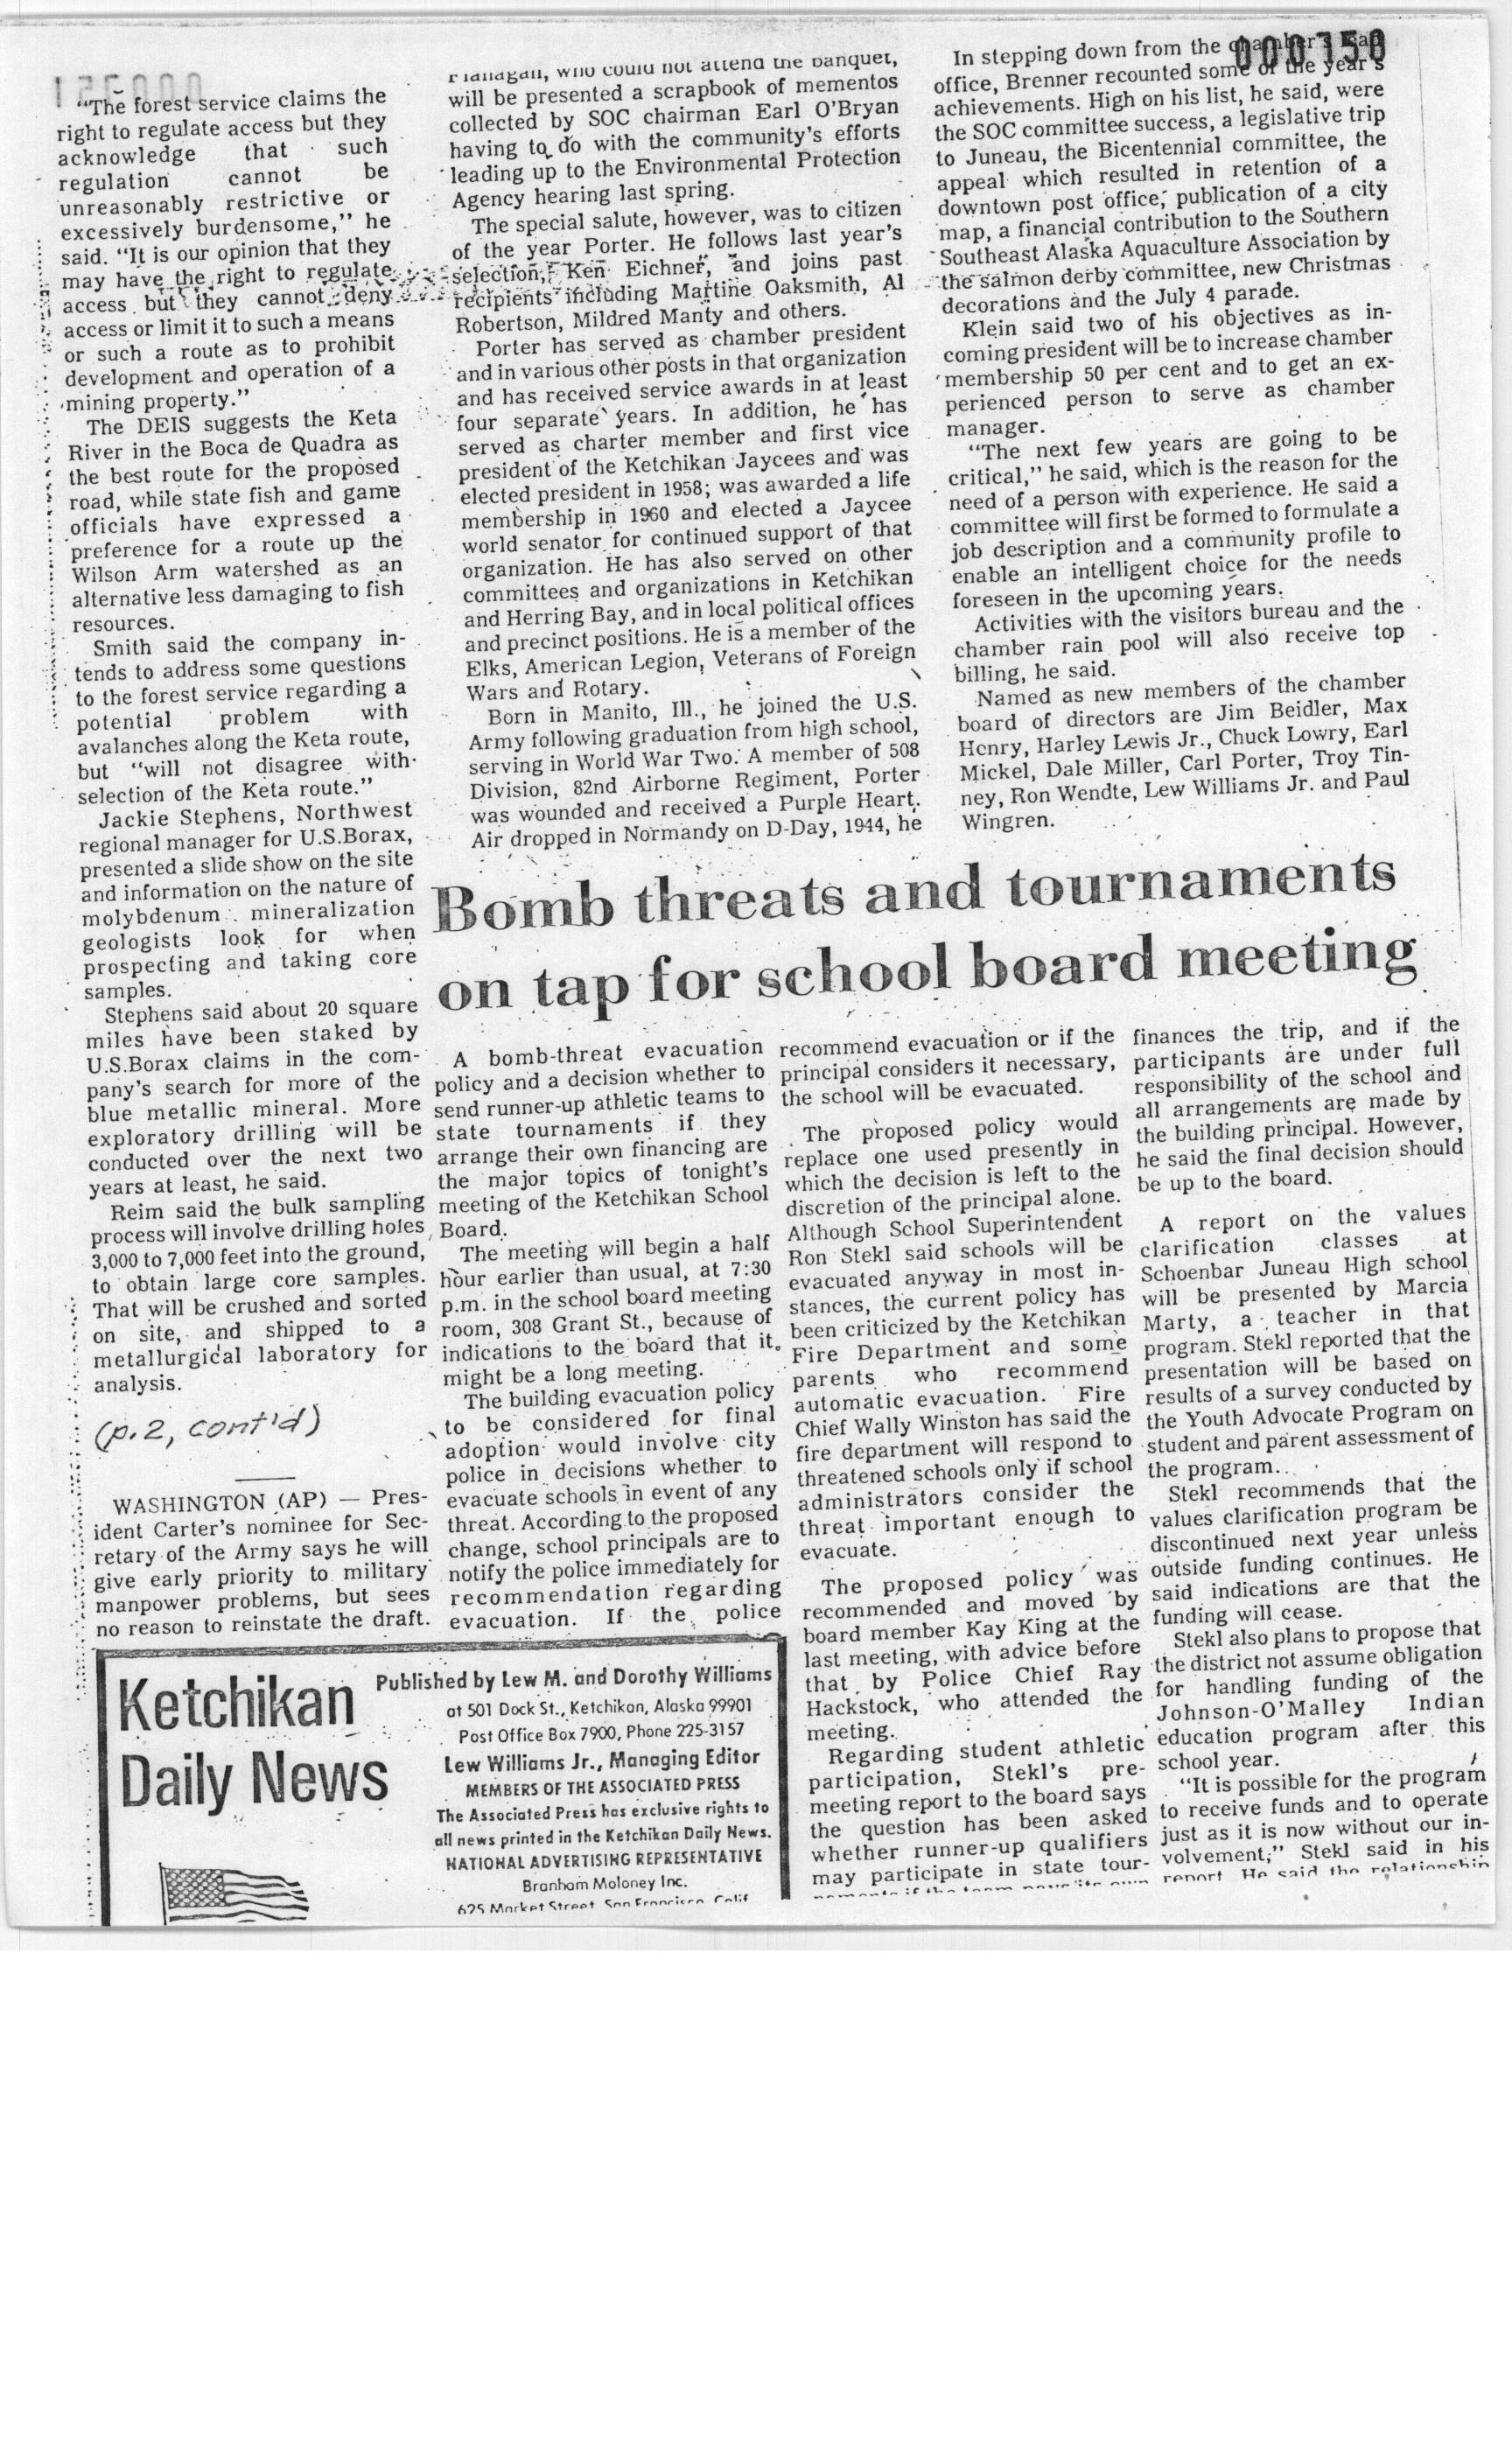 000150
"The forest service claims the
right to regulate access but they
acknowledge that such
regulation cannot be
unreasonably restrictive or
excessively burdensome," he
said. "It is our opinion that they
may have the right to regulate
access but they cannot deny
access or limit it to such a means
or such a route as to prohibit
development and operation of a
mining property."
The DEIS suggests the Keta
River in the Boca de Quadra as
the best route for the proposed
road, while state fish and game
officials have expressed a
preference for a route up the
Wilson Arm watershed as an
alternative less damaging to fish
resources.
Smith said the company in-
tends to address some questions
to the forest service regarding a
potential problem with
avalanches along the Keta route,
but "will not disagree with
selection of the Keta route."
Jackie Stephens, Northwest
regional manager for U.S.Borax,
presented a slide show on the site
and information on the nature of
molybdenum mineralization
geologists look for when
prospecting and taking core
samples.
Stephens said about 20 square
miles have been staked by
U.S.Borax claims in the com-
pany's search for more of the
blue metallic mineral. More
exploratory drilling will be
conducted over the next two
years at least, he said.
Reim said the bulk sampling
process will involve drilling holes
3,000 to 7,000 feet into the ground,
to obtain large core samples.
That will be crushed and sorted
on site, and shipped to a
metallurgical laboratory for
analysis.
(p.2, cont'd)
WASHINGTON (AP) — Pres-
ident Carter's nominee for Sec-
retary of the Army says he will
give early priority to military
manpower problems, but sees
no reason to reinstate the draft.
Flanagan, who could not attend the banquet,
will be presented a scrapbook of mementos
collected by SOC chairman Earl O'Bryan
having to do with the community's efforts
leading up to the Environmental Protection
Agency hearing last spring.
The special salute, however, was to citizen
of the year Porter. He follows last year's
selection, Ken Eichner, and joins past
recipients including Martine Oaksmith, Al
Robertson, Mildred Manty and others.
Porter has served as chamber president
and in various other posts in that organization
and has received service awards in at least
four separate years. In addition, he has
served as charter member and first vice
president of the Ketchikan Jaycees and was
elected president in 1958; was awarded a life
membership in 1960 and elected a Jaycee
world senator for continued support of that
organization. He has also served on other
committees and organizations in Ketchikan
and Herring Bay, and in local political offices
and precinct positions. He is a member of the
Elks, American Legion, Veterans of Foreign
Wars and Rotary.
Born in Manito, Ill., he joined the U.S.
Army following graduation from high school,
serving in World War Two. A member of 508
Division, 82nd Airborne Regiment, Porter
was wounded and received a Purple Heart.
Air dropped in Normandy on D-Day, 1944, he
In stepping down from the chamber's
office, Brenner recounted some of the year's
achievements. High on his list, he said, were
the SOC committee success, a legislative trip
to Juneau, the Bicentennial committee, the
appeal which resulted in retention of a
downtown post office, publication of a city
map, a financial contribution to the Southern
Southeast Alaska Aquaculture Association by
the salmon derby committee, new Christmas
decorations and the July 4 parade.
Klein said two of his objectives as in-
coming president will be to increase chamber
membership 50 per cent and to get an ex-
perienced person to serve as chamber
manager.
"The next few years are going to be
critical," he said, which is the reason for the
need of a person with experience. He said a
committee will first be formed to formulate a
job description and a community profile to
enable an intelligent choice for the needs
foreseen in the upcoming years.
Activities with the visitors bureau and the
chamber rain pool will also receive top
billing, he said.
Named as new members of the chamber
board of directors are Jim Beidler, Max
Henry, Harley Lewis Jr., Chuck Lowry, Earl
Mickel, Dale Miller, Carl Porter, Troy Tin-
ney, Ron Wendte, Lew Williams Jr. and Paul
Wingren.
Bomb threats and tournaments
on tap for school board meeting
A bomb-threat evacuation
policy and a decision whether to
send runner-up athletic teams to
state tournaments if they
arrange their own financing are
the major topics of tonight's
meeting of the Ketchikan School
Board.
The meeting will begin a half
hour earlier than usual, at 7:30
p.m. in the school board meeting
room, 308 Grant St., because of
indications to the board that it
might be a long meeting.
The building evacuation policy
to be considered for final
adoption would involve city
police in decisions whether to
evacuate schools in event of any
threat. According to the proposed
change, school principals are to
notify the police immediately for
recommendation regarding
evacuation. If the police
recommend evacuation or if the
principal considers it necessary,
the school will be evacuated.
The proposed policy would
replace one used presently in
which the decision is left to the
discretion of the principal alone.
Although School Superintendent
Ron Stekl said schools will be
evacuated anyway in most in-
stances, the current policy has
been criticized by the Ketchikan
Fire Department and some
parents who recommend
automatic evacuation. Fire
Chief Wally Winston has said the
fire department will respond to
threatened schools only if school
administrators consider the
threat important enough to
evacuate.
The proposed policy was
recommended and moved by
board member Kay King at the
last meeting, with advice before
that by Police Chief Ray
Hackstock, who attended the
meeting.
Regarding student athletic
participation, Stekl's pre-
meeting report to the board says
the question has been asked
whether runner-up qualifiers
may participate in state tour-
naments if the team pays its own
finances the trip, and if the
participants are under full
responsibility of the school and
all arrangements are made by
the building principal. However,
he said the final decision should
be up to the board.
A report on the values
clarification classes at
Schoenbar Juneau High school
will be presented by Marcia
Marty, a teacher in that
program. Stekl reported that the
presentation will be based on
results of a survey conducted by
the Youth Advocate Program on
student and parent assessment of
the program.
Stekl recommends that the
values clarification program be
discontinued next year unless
outside funding continues. He
said indications are that the
funding will cease.
Stekl also plans to propose that
the district not assume obligation
for handling funding of the
Johnson-O'Malley Indian
education program after this
school year.
"It is possible for the program
to receive funds and to operate
just as it is now without our in-
volvement," Stekl said in his
report. He said the relationship
Ketchikan
Daily News
Published by Lew M. and Dorothy Williams
at 501 Dock St., Ketchikan, Alaska 99901
Post Office Box 7900, Phone 225-3157
Lew Williams Jr., Managing Editor
MEMBERS OF THE ASSOCIATED PRESS
The Associated Press has exclusive rights to
all news printed in the Ketchikan Daily News.
NATIONAL ADVERTISING REPRESENTATIVE
Branham Moloney Inc.
625 Market Street, San Francisco, Calif.